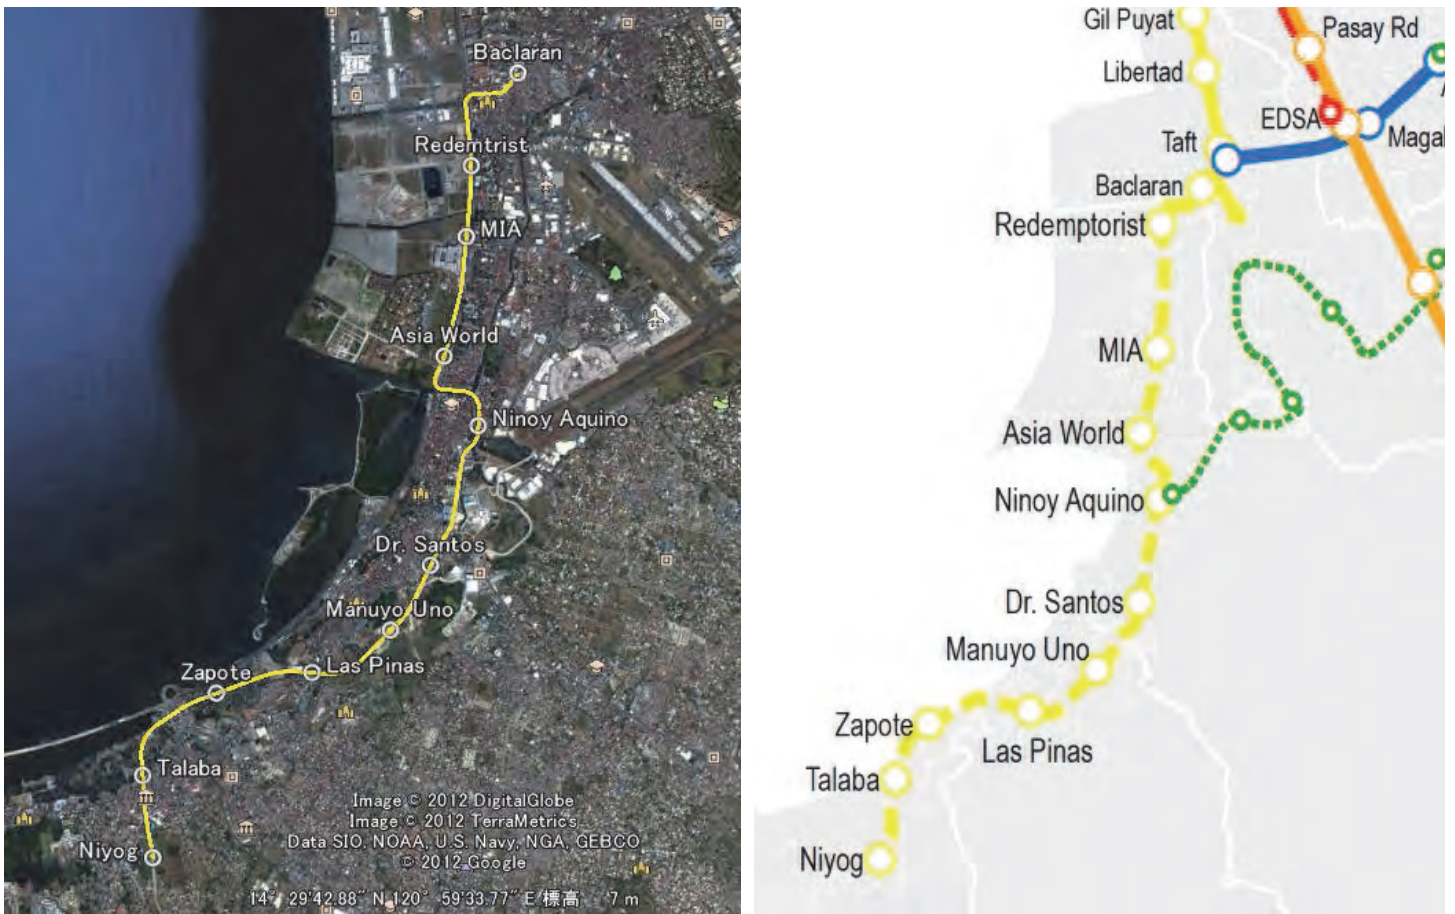 Baclaran
Redemtrist
MIA
Asia World
Ninoy Aquino
Dr. Santos
Manuyo Uno
Las Pinas
Zapote
Talaba
Niyog
Image © 2012 DigitalGlobe
Image © 2012 TerraMetrics
Data SIO, NOAA, U.S. Navy, NGA, GEBCO
© 2012 Google
14° 29'42.88" N 120° 59'33.77" E 標高 7 m
Gil Puyat
Pasay Rd
Libertad
EDSA
Taft
Magal
Baclaran
Redemptorist
MIA
Asia World
Ninoy Aquino
Dr. Santos
Manuyo Uno
Zapote
Las Pinas
Talaba
Niyog